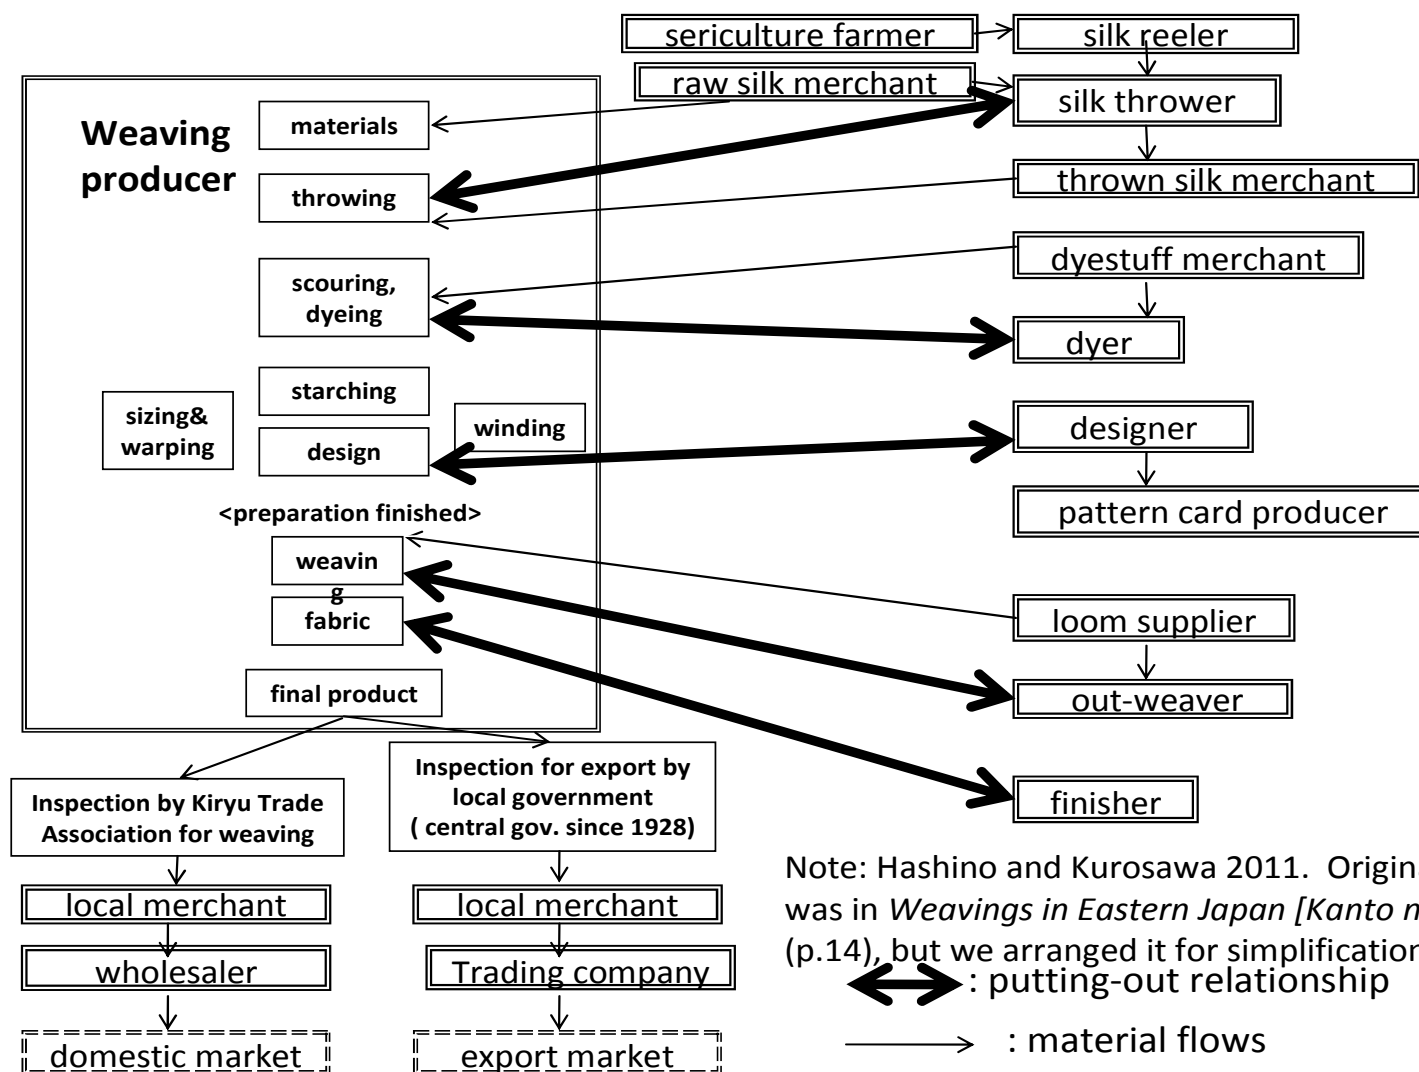 sericulture farmer
silk reeler
raw silk merchant
silk thrower
thrown silk merchant
dyestuff merchant
dyer
designer
pattern card producer
loom supplier
out-weaver
finisher
Weaving
producer
materials
throwing
scouring,
dyeing
starching
sizing&
warping
winding
design
<preparation finished>
weavin
g
fabric
final product
Inspection by Kiryu Trade
Association for weaving
Inspection for export by
local government
( central gov. since 1928)
local merchant
local merchant
wholesaler
Trading company
domestic market
export market
Note: Hashino and Kurosawa 2011. Origina
was in Weavings in Eastern Japan [Kanto n
(p.14), but we arranged it for simplification
: putting-out relationship
: material flows